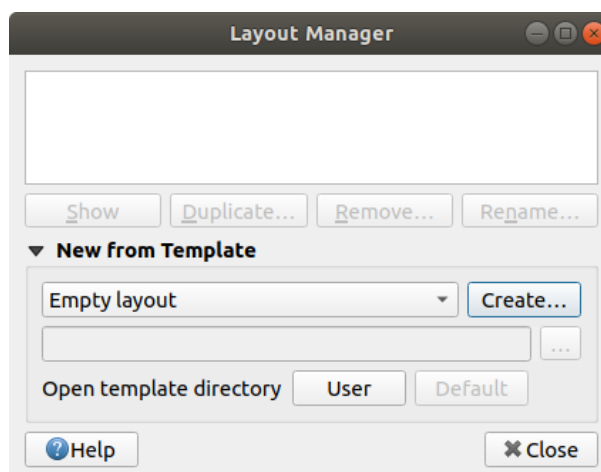 Layout Manager
Show Duplicate... Remove... Rename...
New from Template
Empty layout Create...
...
Open template directory User Default
Help Close